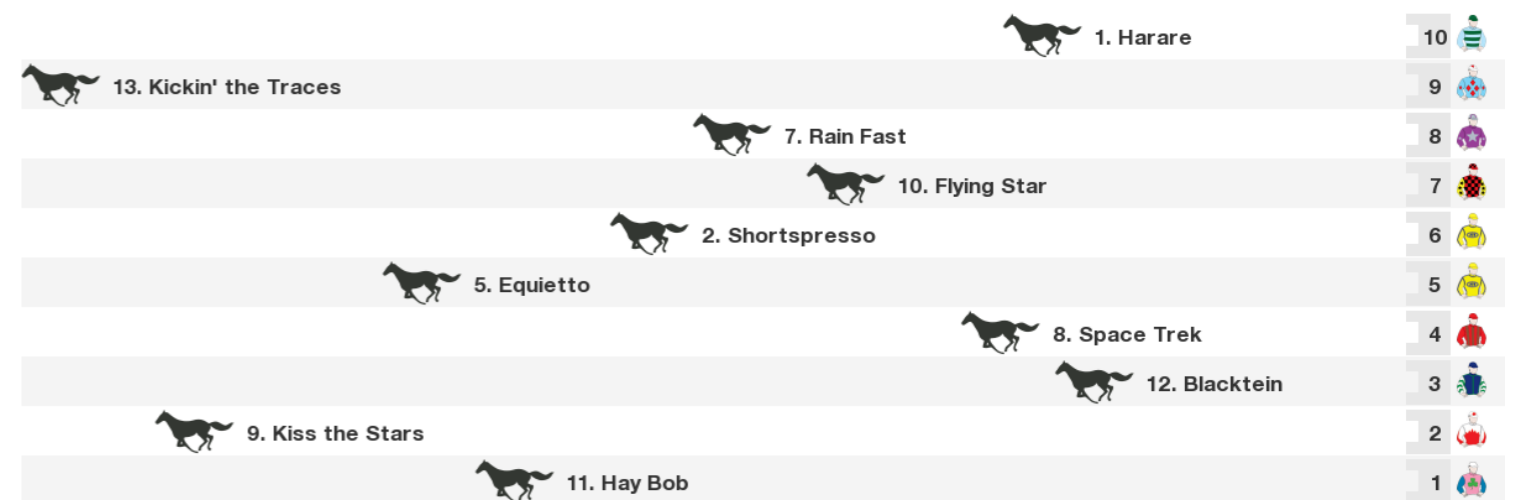 1. Harare 10
13. Kickin' the Traces 9
7. Rain Fast 8
10. Flying Star 7
2. Shortspresso 6
5. Equietto 5
8. Space Trek 4
12. Blacktein 3
9. Kiss the Stars 2
11. Hay Bob 1